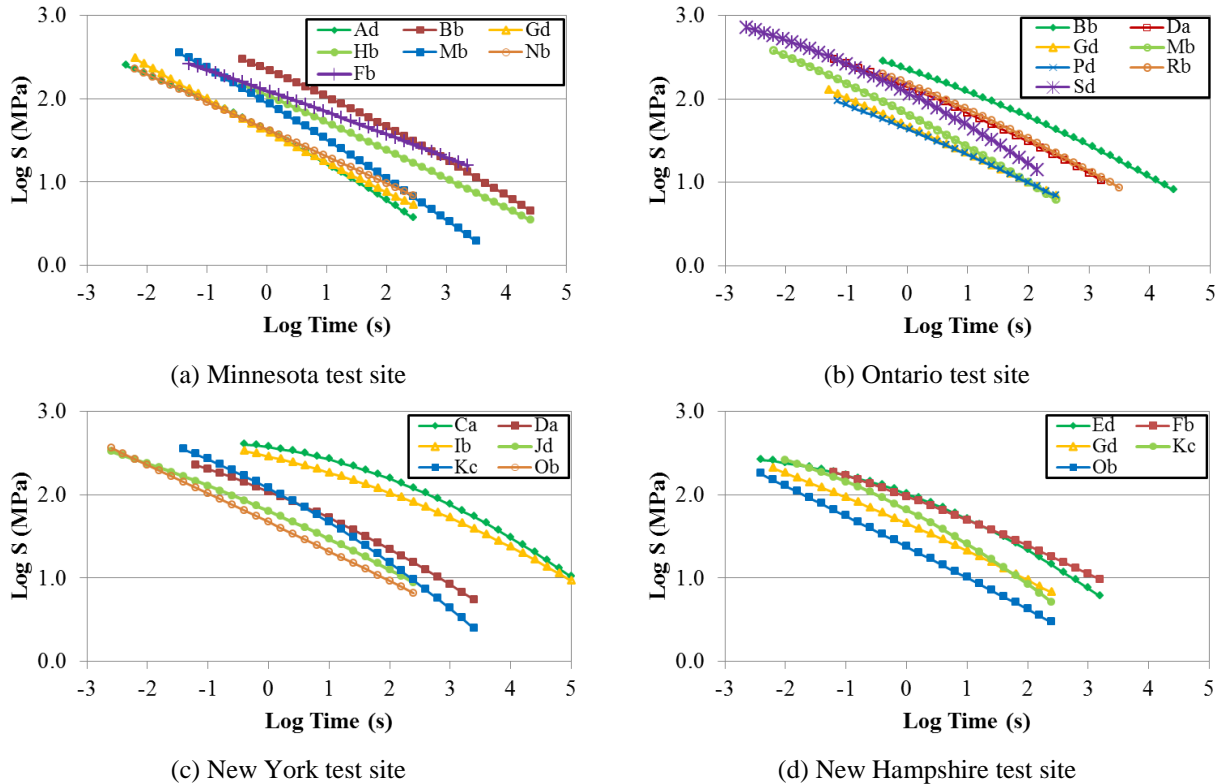 3.0
2.0
1.0
0.0
Log S (MPa)
Ad Bb Gd
Hb Mb Nb
Fb
-3 -2 -1 0 1 2 3 4 5
Log Time (s)
(a) Minnesota test site
3.0
2.0
1.0
0.0
Log S (MPa)
Bb Da
Gd Mb
Pd Rb
Sd
-3 -2 -1 0 1 2 3 4 5
Log Time (s)
(b) Ontario test site
3.0
2.0
1.0
0.0
Log S (MPa)
Ca Da
Ib Jd
Kc Ob
-3 -2 -1 0 1 2 3 4 5
Log Time (s)
(c) New York test site
3.0
2.0
1.0
0.0
Log S (MPa)
Ed Fb
Gd Kc
Ob
-3 -2 -1 0 1 2 3 4 5
Log Time (s)
(d) New Hampshire test site